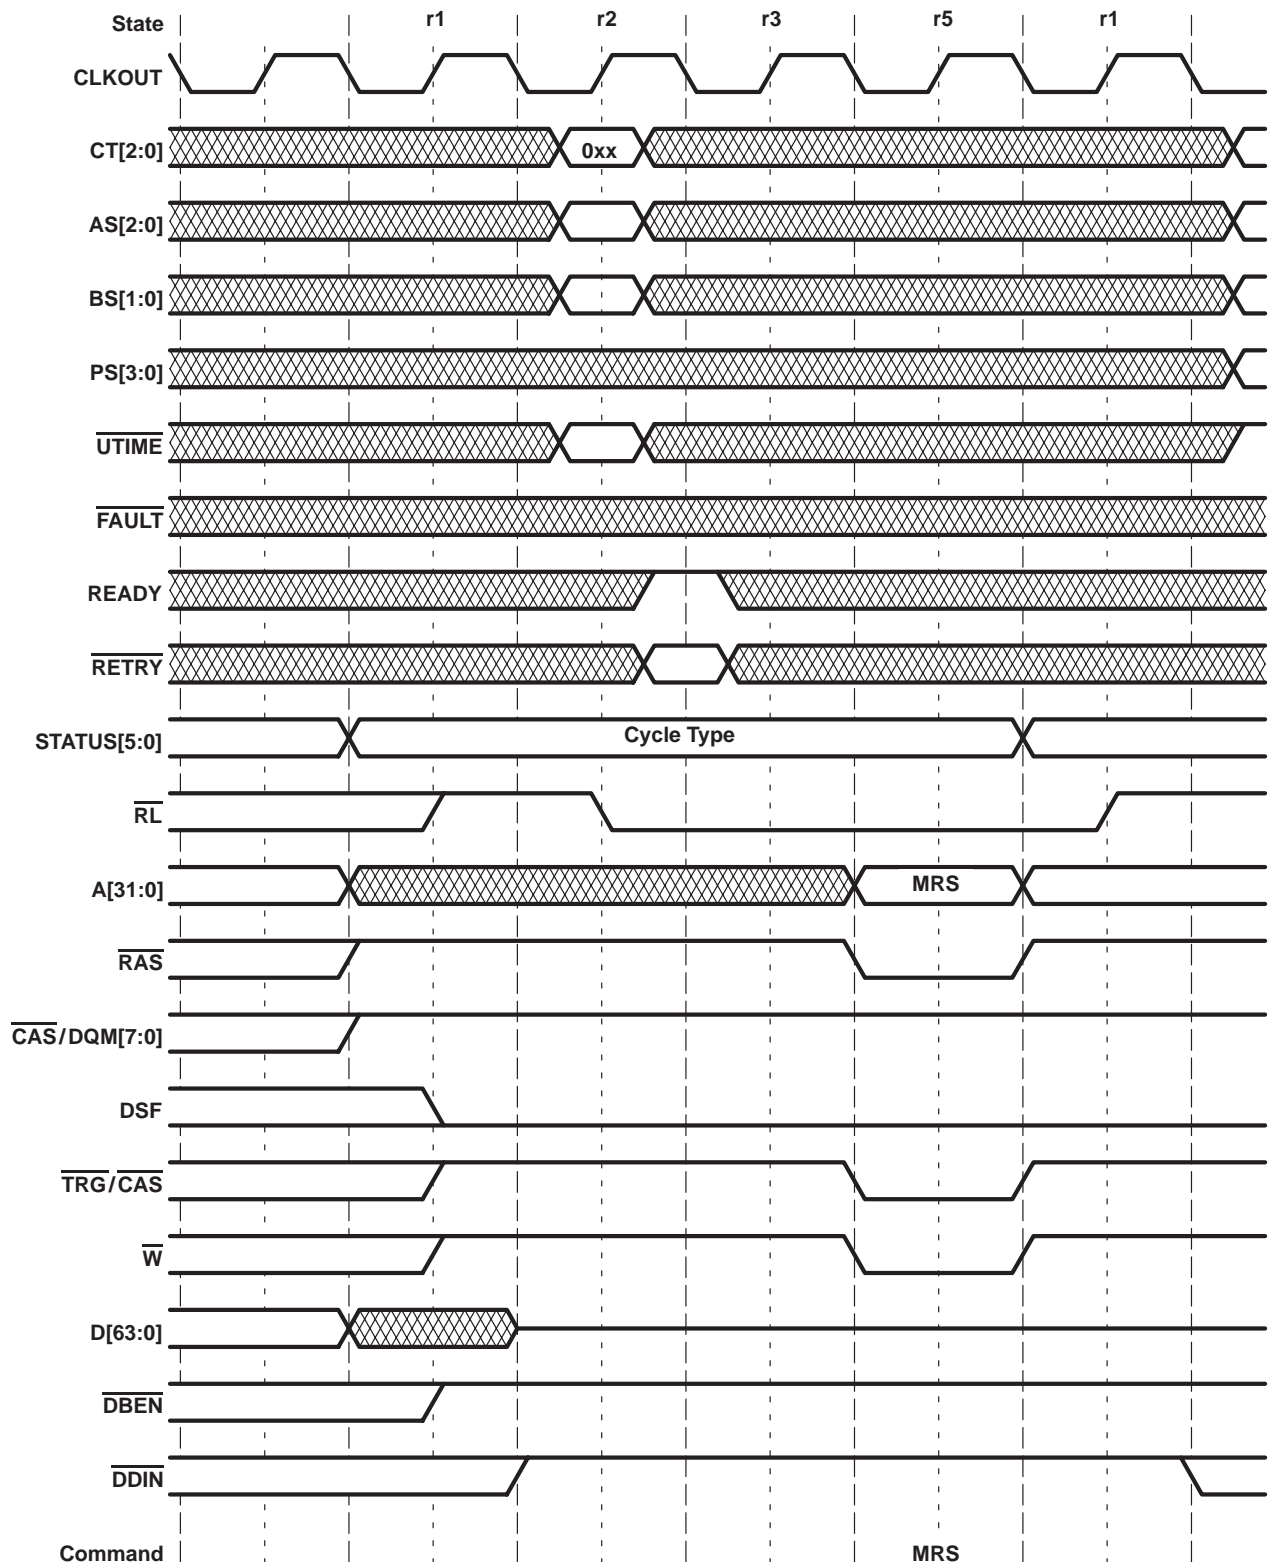 State r1 r2 r3 r5 r1
CLKOUT
CT[2:0] 0xx
AS[2:0]
BS[1:0]
PS[3:0]
UTIME
FAULT
READY
RETRY
STATUS[5:0] Cycle Type
RL
A[31:0] MRS
RAS
CAS/DQM[7:0]
DSF
TRG/CAS
W
D[63:0]
DBEN
DDIN
Command MRS